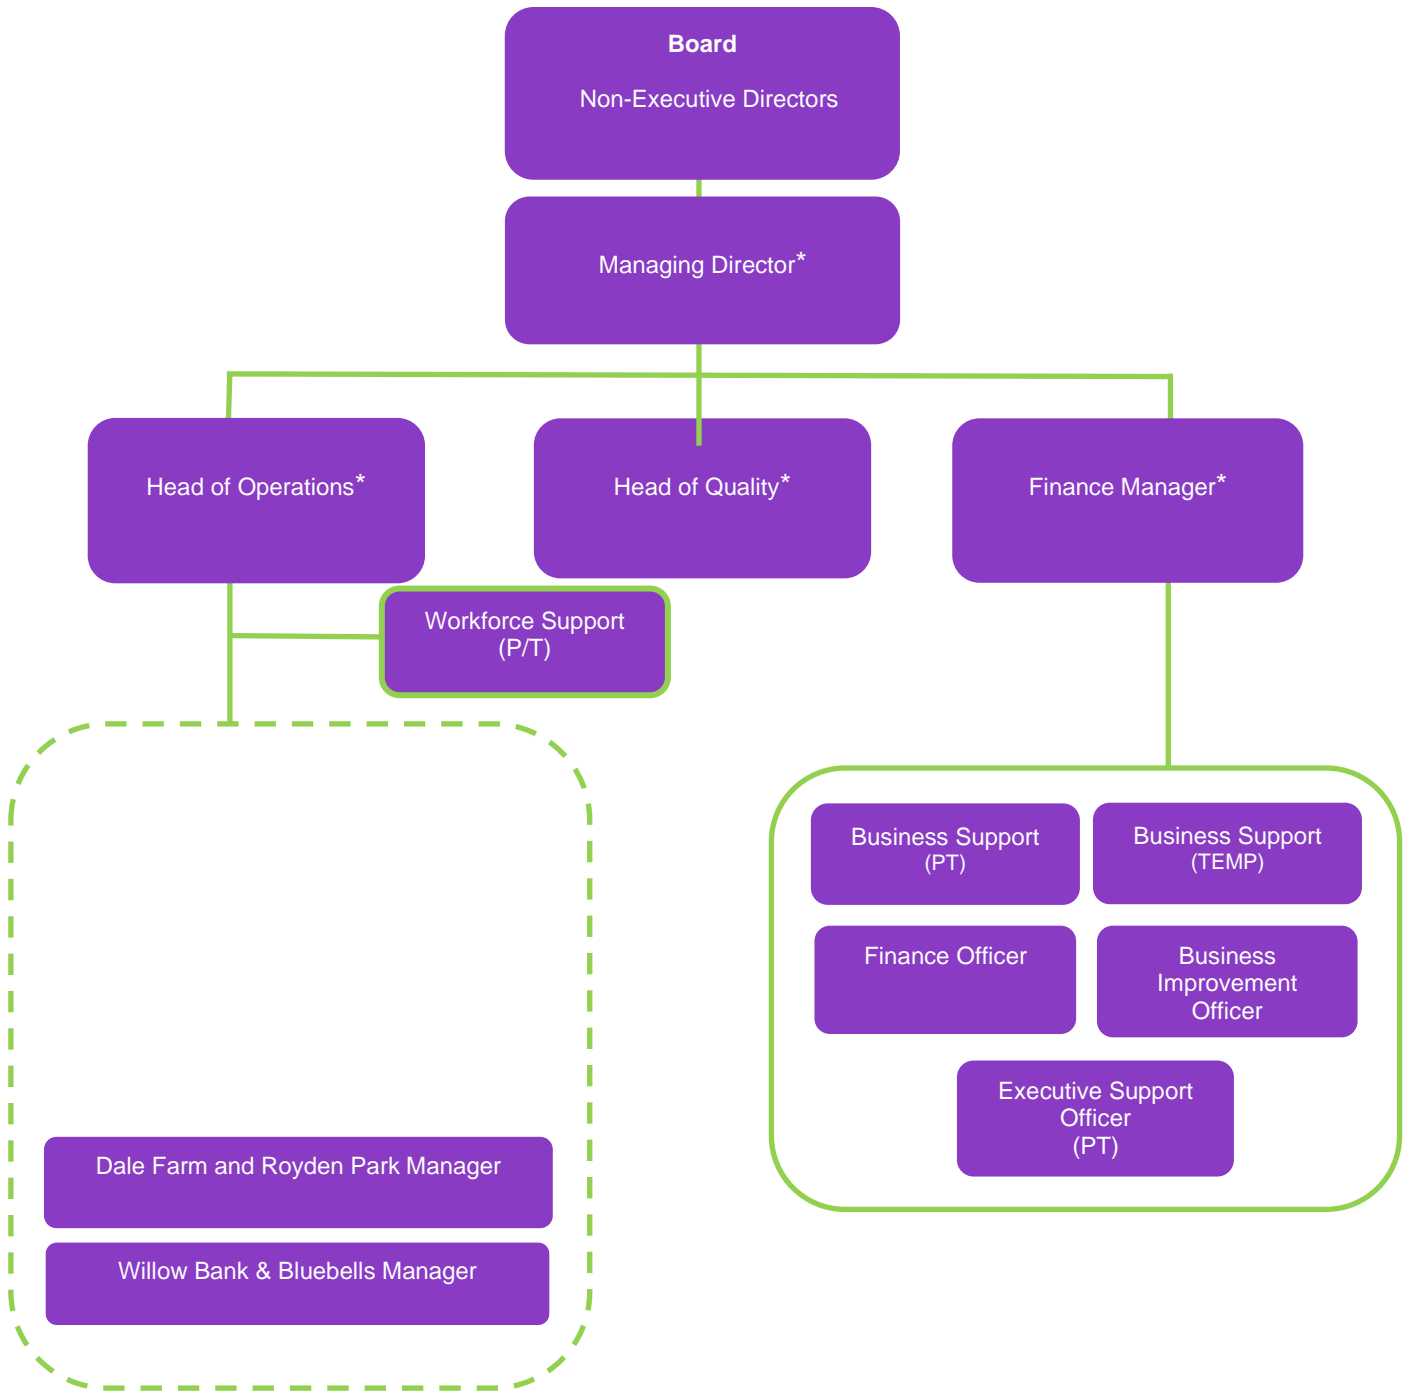 Board
Non-Executive Directors
Managing Director*
Head of Operations*
Head of Quality*
Finance Manager*
Workforce Support
(P/T)
Business Support
(PT)
Business Support
(TEMP)
Finance Officer
Business
Improvement
Officer
Executive Support
Officer
(PT)
Dale Farm and Royden Park Manager
Willow Bank & Bluebells Manager